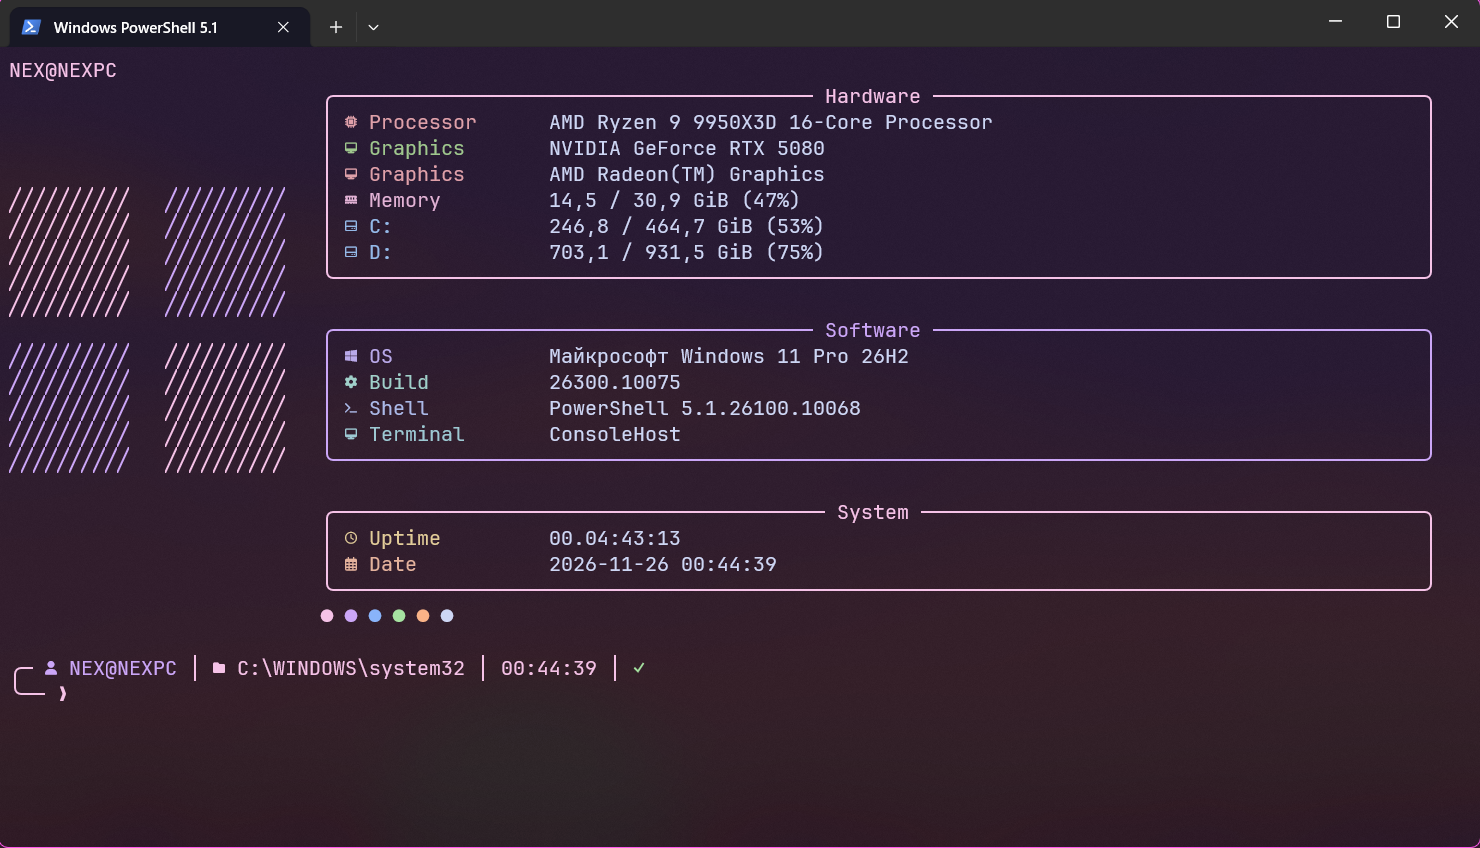 Windows PowerShell 5.1
NEX@NEXPC
Hardware
Processor AMD Ryzen 9 9950X3D 16-Core Processor
Graphics NVIDIA GeForce RTX 5080
Graphics AMD Radeon(TM) Graphics
Memory 14,5 / 30,9 GiB (47%)
C: 246,8 / 464,7 GiB (53%)
D: 703,1 / 931,5 GiB (75%)
Software
OS Майкрософт Windows 11 Pro 26H2
Build 26300.10075
Shell PowerShell 5.1.26100.10068
Terminal ConsoleHost
System
Uptime 00.04:43:13
Date 2026-11-26 00:44:39
NEX@NEXPC | C:\WINDOWS\system32 | 00:44:39 | ✓
❯